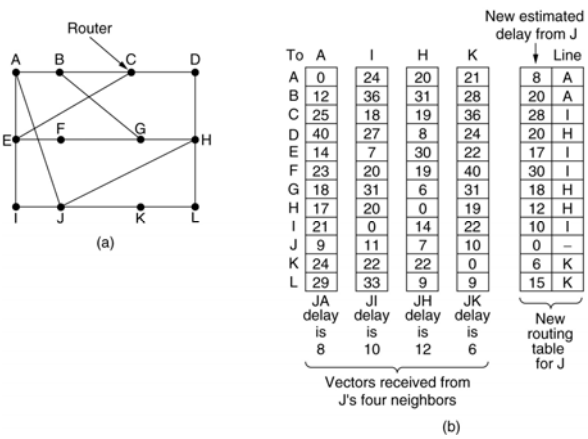 Router
A B C D
E F G H
I J K L
(a)
New estimated
delay from J
To A I H K Line
A 0 24 20 21 8 A
B 12 36 31 28 20 A
C 25 18 19 36 28 I
D 40 27 8 24 20 H
E 14 7 30 22 17 I
F 23 20 19 40 30 I
G 18 31 6 31 18 H
H 17 20 0 19 12 H
I 21 0 14 22 10 I
J 9 11 7 10 0 –
K 24 22 22 0 6 K
L 29 33 9 9 15 K
JA JI JH JK
delay delay delay delay
is is is is
8 10 12 6
New
routing
table
for J
Vectors received from
J's four neighbors
(b)